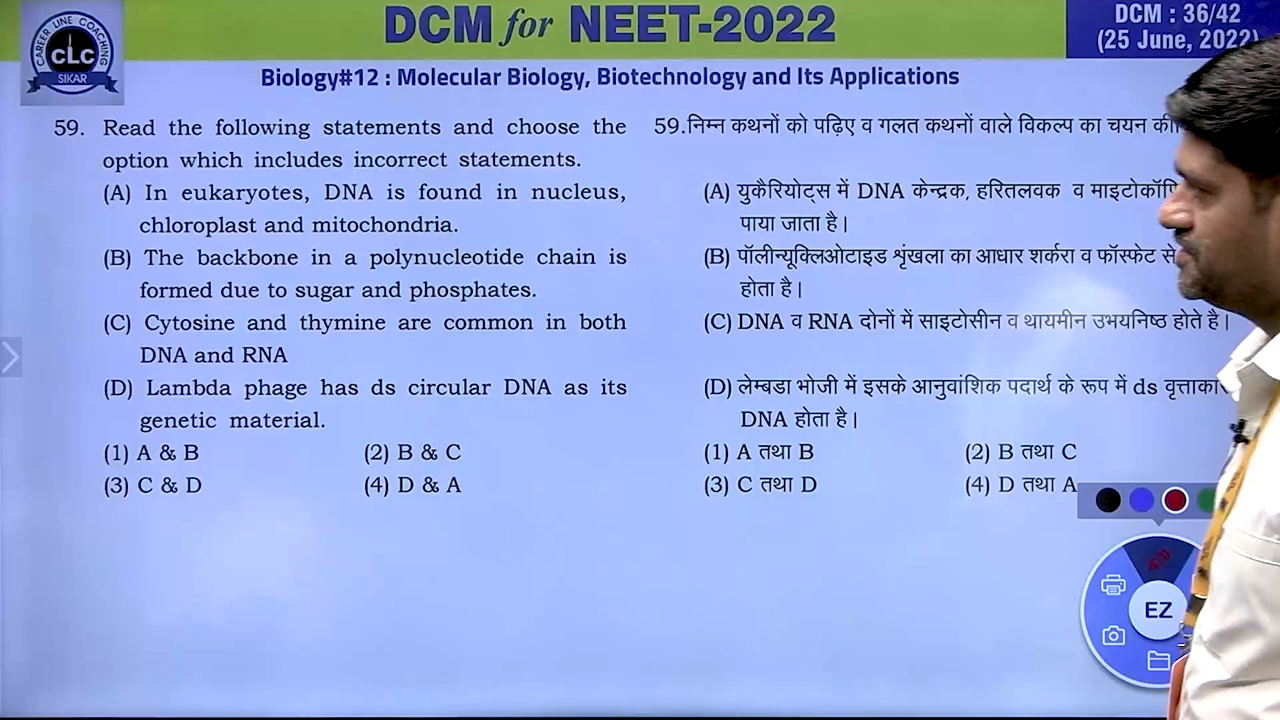 DCM for NEET-2022
DCM : 36/42
(25 June, 2022)
CAREER LINE COACHING
CLC
SIKAR
Biology#12 : Molecular Biology, Biotechnology and Its Applications
59. Read the following statements and choose the
option which includes incorrect statements.
(A) In eukaryotes, DNA is found in nucleus,
chloroplast and mitochondria.
(B) The backbone in a polynucleotide chain is
formed due to sugar and phosphates.
(C) Cytosine and thymine are common in both
DNA and RNA
(D) Lambda phage has ds circular DNA as its
genetic material.
(1) A & B (2) B & C
(3) C & D (4) D & A
59.निम्न कथनों को पढ़िए व गलत कथनों वाले विकल्प का चयन
(A) युकैरियोट्स में DNA केन्द्रक, हरितलवक व
पाया जाता है।
(B) पॉलीन्यूक्लिओटाइड शृंखला का आधार शर्करा व फॉस्फेट से
होता है।
(C) DNA व RNA दोनों में साइटोसीन व थायमीन उभयनिष्ठ होते है।
(D) लेम्बडा भोजी में इसके आनुवांशिक पदार्थ के रूप में ds
DNA होता है।
(1) A तथा B (2) B तथा C
(3) C तथा D (4) D तथा A
EZ